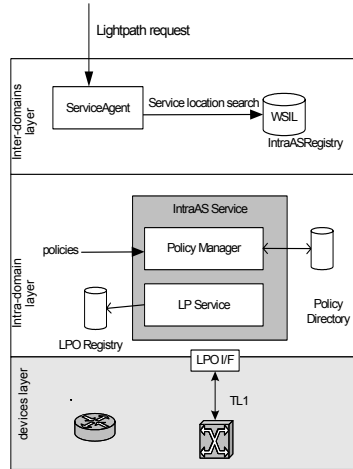 Lightpath request
Inter-domains
layer
ServiceAgent
Service location search
WSIL
IntraASRegistry
Intra-domain
layer
IntraAS Service
policies
Policy Manager
LP Service
LPO Registry
Policy
Directory
devices layer
LPO I/F
TL1